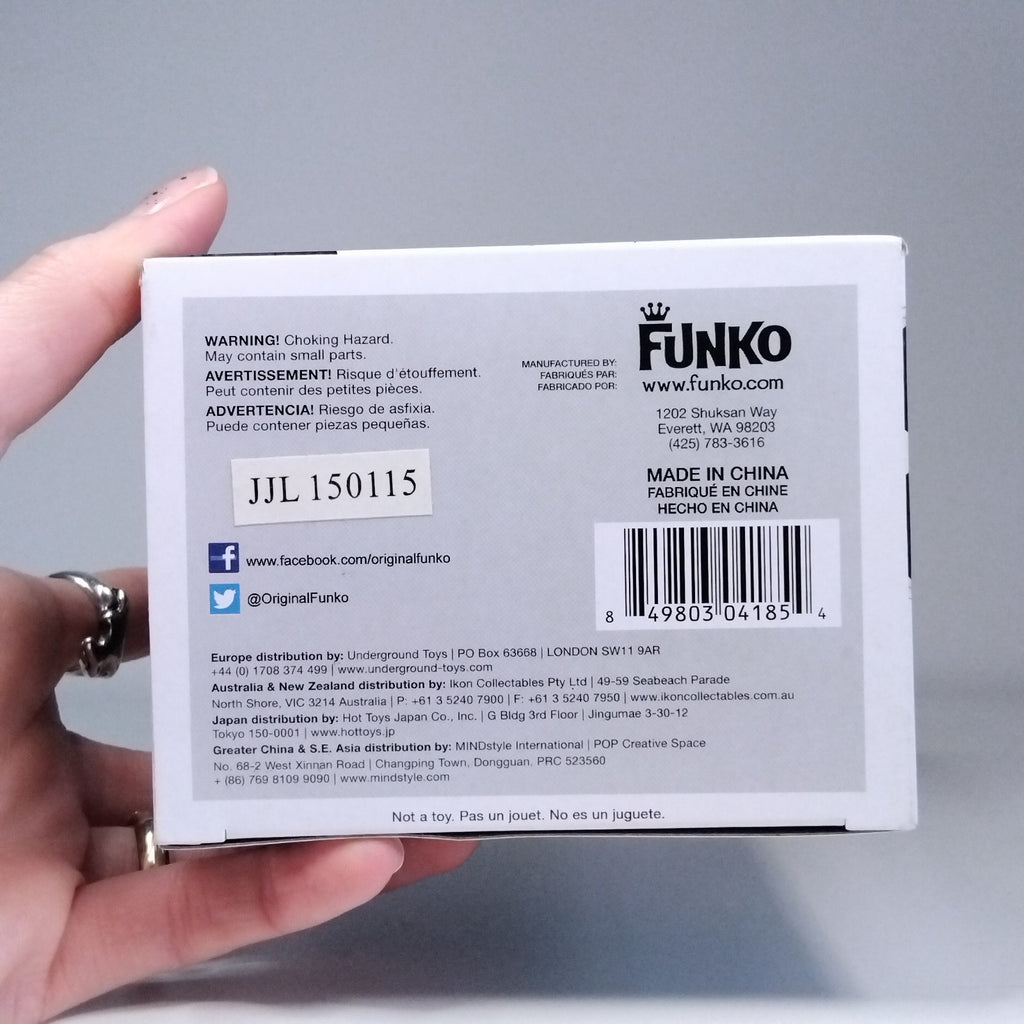 WARNING! Choking Hazard.
May contain small parts.
AVERTISSEMENT! Risque d'étouffement.
Peut contenir des petites pièces.
ADVERTENCIA! Riesgo de asfixia.
Puede contener piezas pequeñas.
JJL 150115
www.facebook.com/originalfunko
@OriginalFunko
MANUFACTURED BY:
FABRIQUÉS PAR:
FABRICADO POR:
FUNKO
www.funko.com
1202 Shuksan Way
Everett, WA 98203
(425) 783-3616
MADE IN CHINA
FABRIQUÉ EN CHINE
HECHO EN CHINA
8 49803 04185 4
Europe distribution by: Underground Toys | PO Box 63668 | LONDON SW11 9AR
+44 (0) 1708 374 499 | www.underground-toys.com
Australia & New Zealand distribution by: Ikon Collectables Pty Ltd | 49-59 Seabeach Parade
North Shore, VIC 3214 Australia | P: +61 3 5240 7900 | F: +61 3 5240 7950 | www.ikoncollectables.com.au
Japan distribution by: Hot Toys Japan Co., Inc. | G Bldg 3rd Floor | Jingumae 3-30-12
Tokyo 150-0001 | www.hottoys.jp
Greater China & S.E. Asia distribution by: MINDstyle International | POP Creative Space
No. 68-2 West Xinnan Road | Changping Town, Dongguan, PRC 523560
+ (86) 769 8109 9090 | www.mindstyle.com
Not a toy. Pas un jouet. No es un juguete.